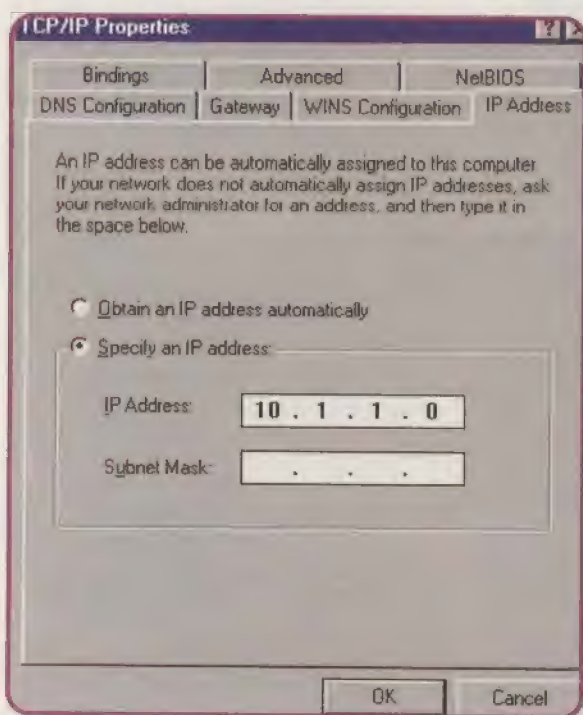 TCP/IP Properties
Bindings Advanced NetBIOS
DNS Configuration Gateway WINS Configuration IP Address
An IP address can be automatically assigned to this computer
If your network does not automatically assign IP addresses, ask
your network administrator for an address, and then type it in
the space below.
Obtain an IP address automatically
Specify an IP address:
IP Address: 10 . 1 . 1 . 0
Subnet Mask: . . .
OK Cancel